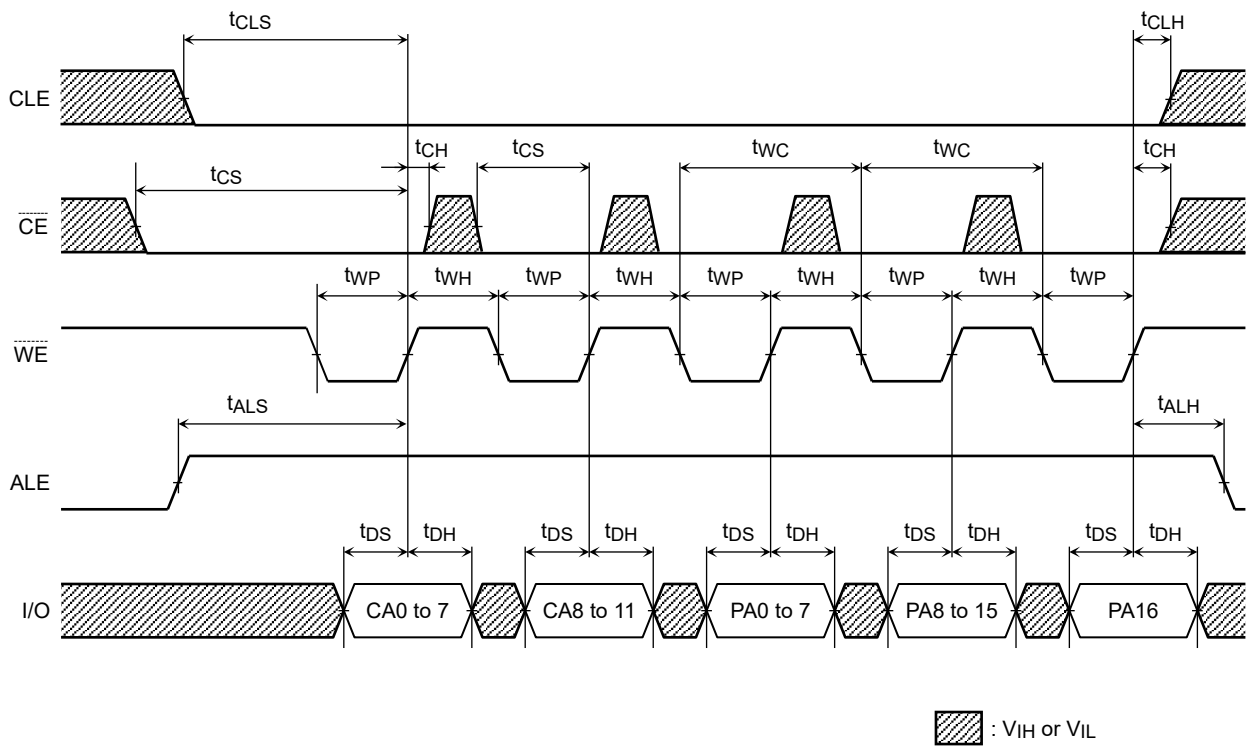 tCLS tCLH
CLE
tCH tCS tWC tWC tCH
tCS
CE
tWP tWH tWP tWH tWP tWH tWP tWH tWP
WE
tALS tALH
ALE
tDS tDH tDS tDH tDS tDH tDS tDH tDS tDH
I/O CA0 to 7 CA8 to 11 PA0 to 7 PA8 to 15 PA16
: VIH or VIL